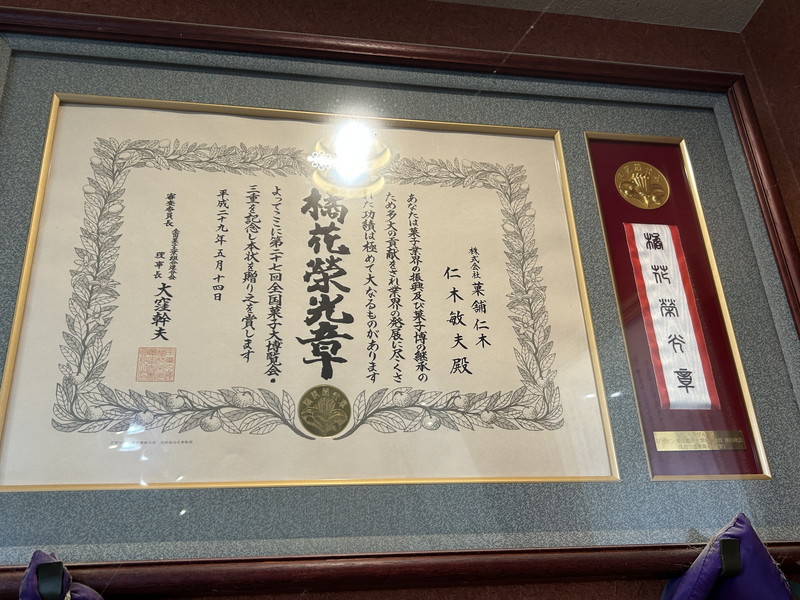 株式会社 菓舗仁木
仁木敏夫殿
あなたは菓子業界の振興及び菓子博の継承の
ため多大の貢献をされ業界の発展に尽くさ
れた功績は極めて大なるものがあります
橘花榮光章
よってここに第二十七回全国菓子大博覧会・
三重を記念し本状を贈り之を賞します
平成二十九年五月十四日
審査委員長
理事長 大窪幹夫
橘花榮光章